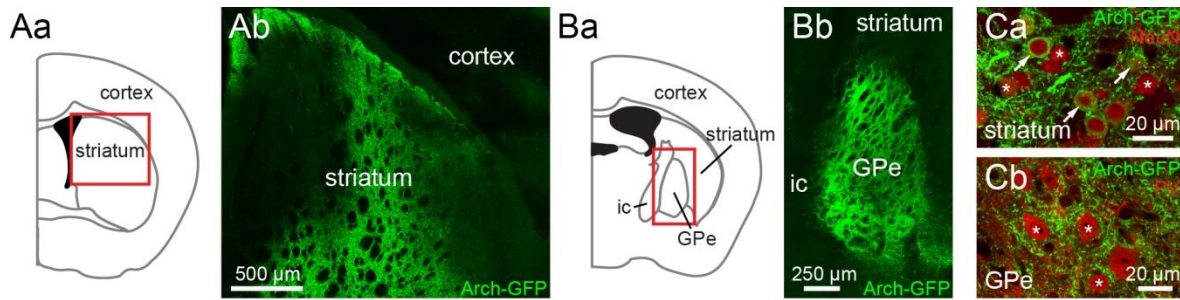 Aa
cortex
striatum
Ab
cortex
striatum
500 µm
Arch-GFP
Ba
cortex
striatum
ic
GPe
Bb
striatum
ic
GPe
250 µm
Arch-GFP
Ca
Arch-GFP
NeuN
striatum
20 µm
Cb
Arch-GFP
PV
GPe
20 µm